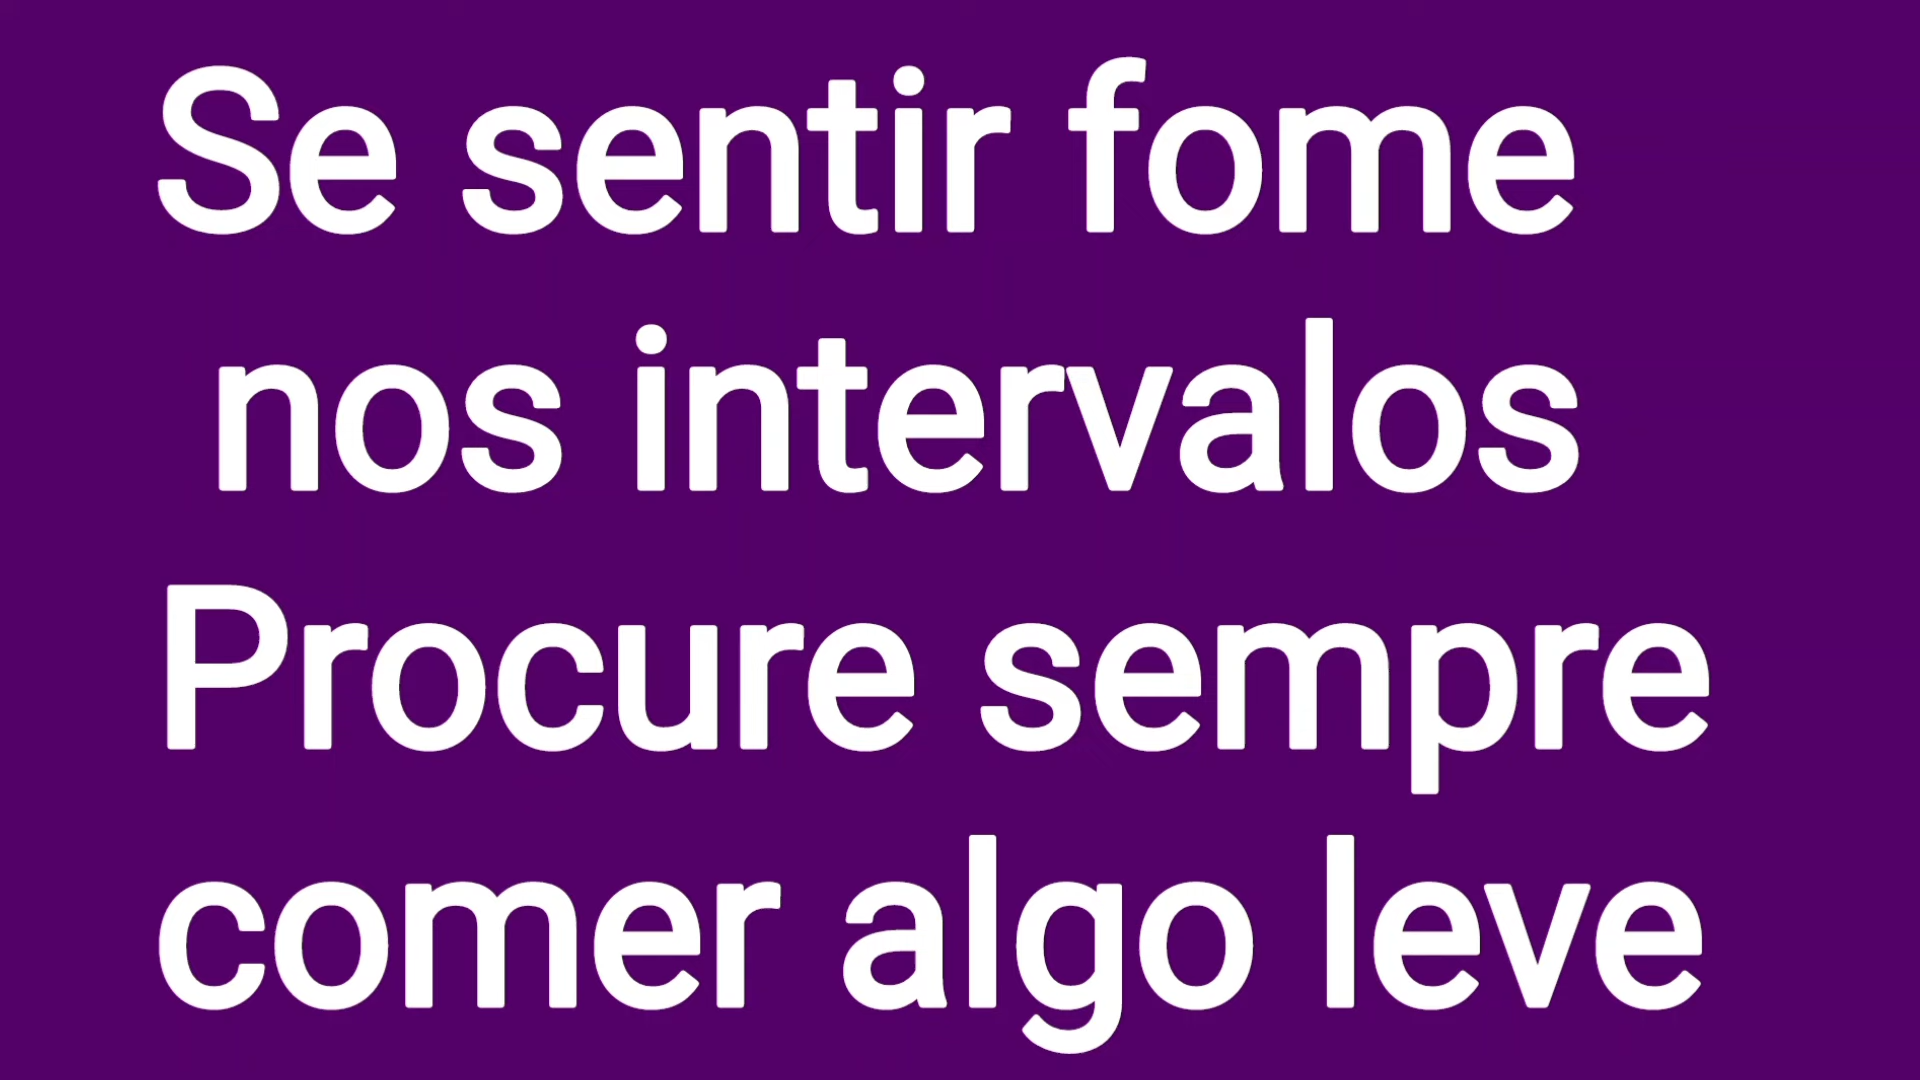 Se sentir fome
nos intervalos
Procure sempre
comer algo leve